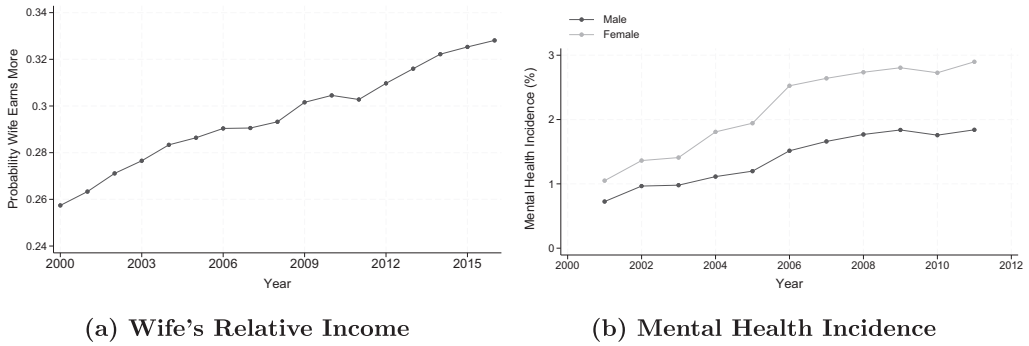 0.34
0.32
0.3
0.28
0.26
0.24
Probability Wife Earns More
2000 2003 2006 2009 2012 2015
Year
(a) Wife's Relative Income
Male
Female
3
2
1
0
Mental Health Incidence (%)
2000 2002 2004 2006 2008 2010 2012
Year
(b) Mental Health Incidence